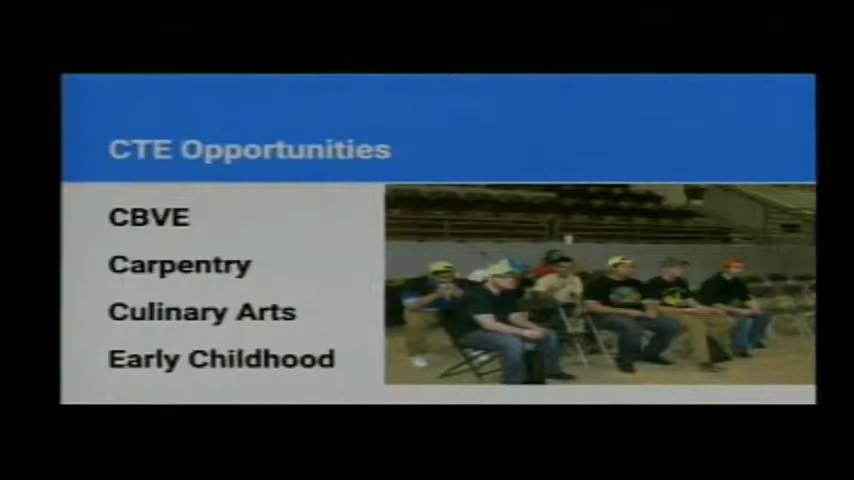 CTE Opportunities
CBVE
Carpentry
Culinary Arts
Early Childhood